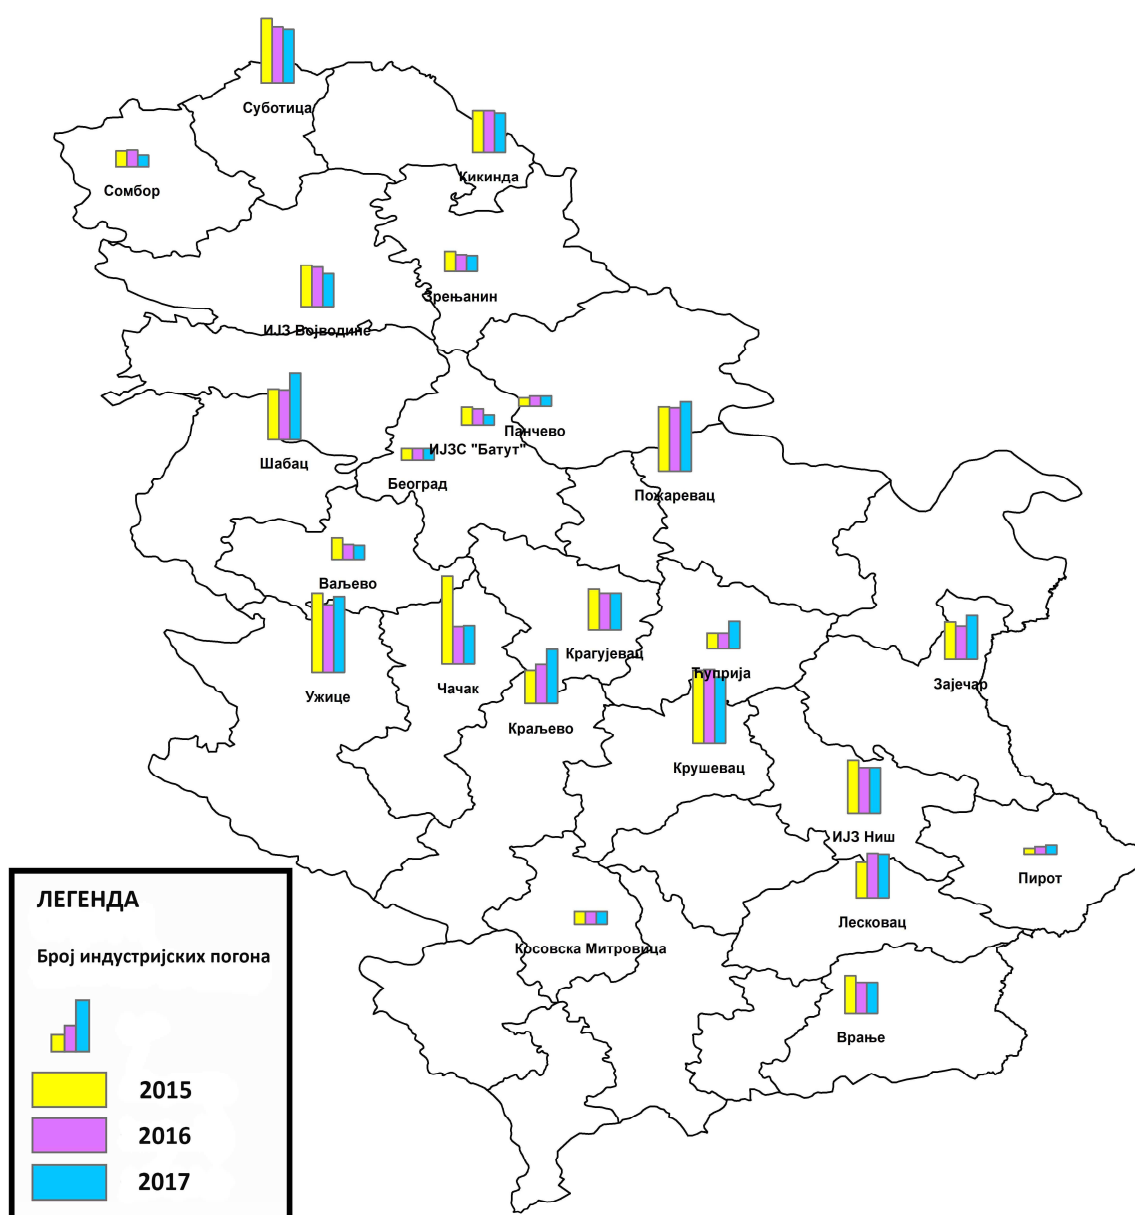 Суботица
Кикинда
Сомбор
Зрењанин
ИЈЗ Војводине
Панчево
ИЈЗС "Батут"
Шабац
Београд
Пожаревац
Ваљево
Крагујевац
Ћуприја
Зајечар
Ужице
Чачак
Краљево
Крушевац
ИЈЗ Ниш
Пирот
Лесковац
Косовска Митровица
Врање
ЛЕГЕНДА
Број индустријских погона
2015
2016
2017